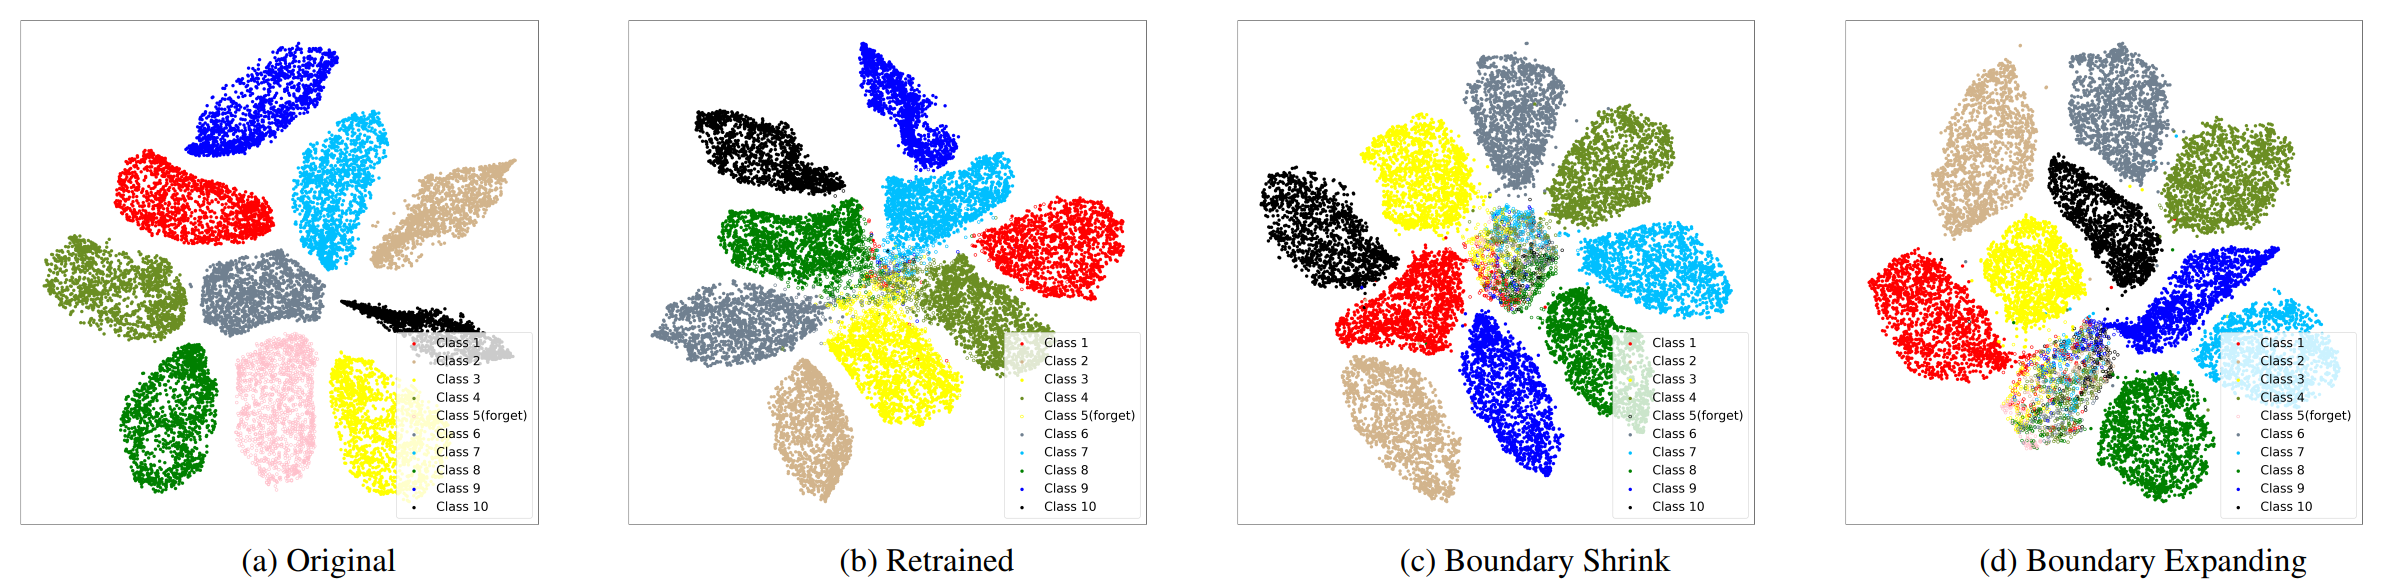 Class 1
Class 2
Class 3
Class 4
Class 5(forget)
Class 6
Class 7
Class 8
Class 9
Class 10
(a) Original
Class 1
Class 2
Class 3
Class 4
Class 5(forget)
Class 6
Class 7
Class 8
Class 9
Class 10
(b) Retrained
Class 1
Class 2
Class 3
Class 4
Class 5(forget)
Class 6
Class 7
Class 8
Class 9
Class 10
(c) Boundary Shrink
Class 1
Class 2
Class 3
Class 4
Class 5(forget)
Class 6
Class 7
Class 8
Class 9
Class 10
(d) Boundary Expanding